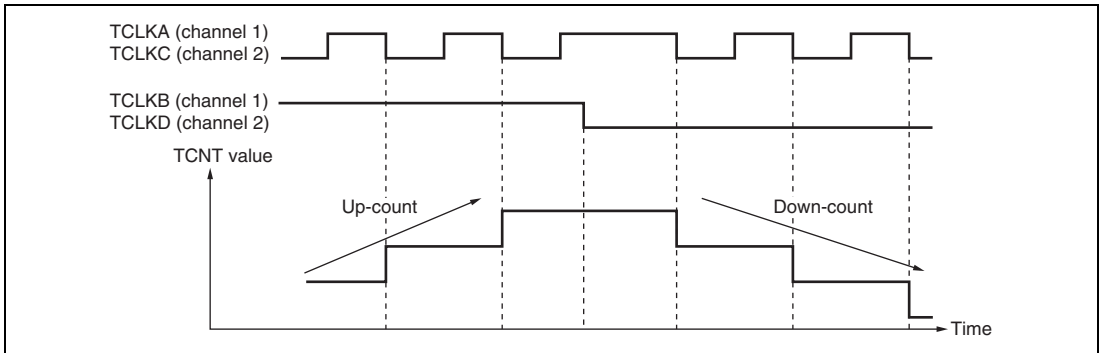 TCLKA (channel 1)
TCLKC (channel 2)
TCLKB (channel 1)
TCLKD (channel 2)
TCNT value
Up-count
Down-count
Time